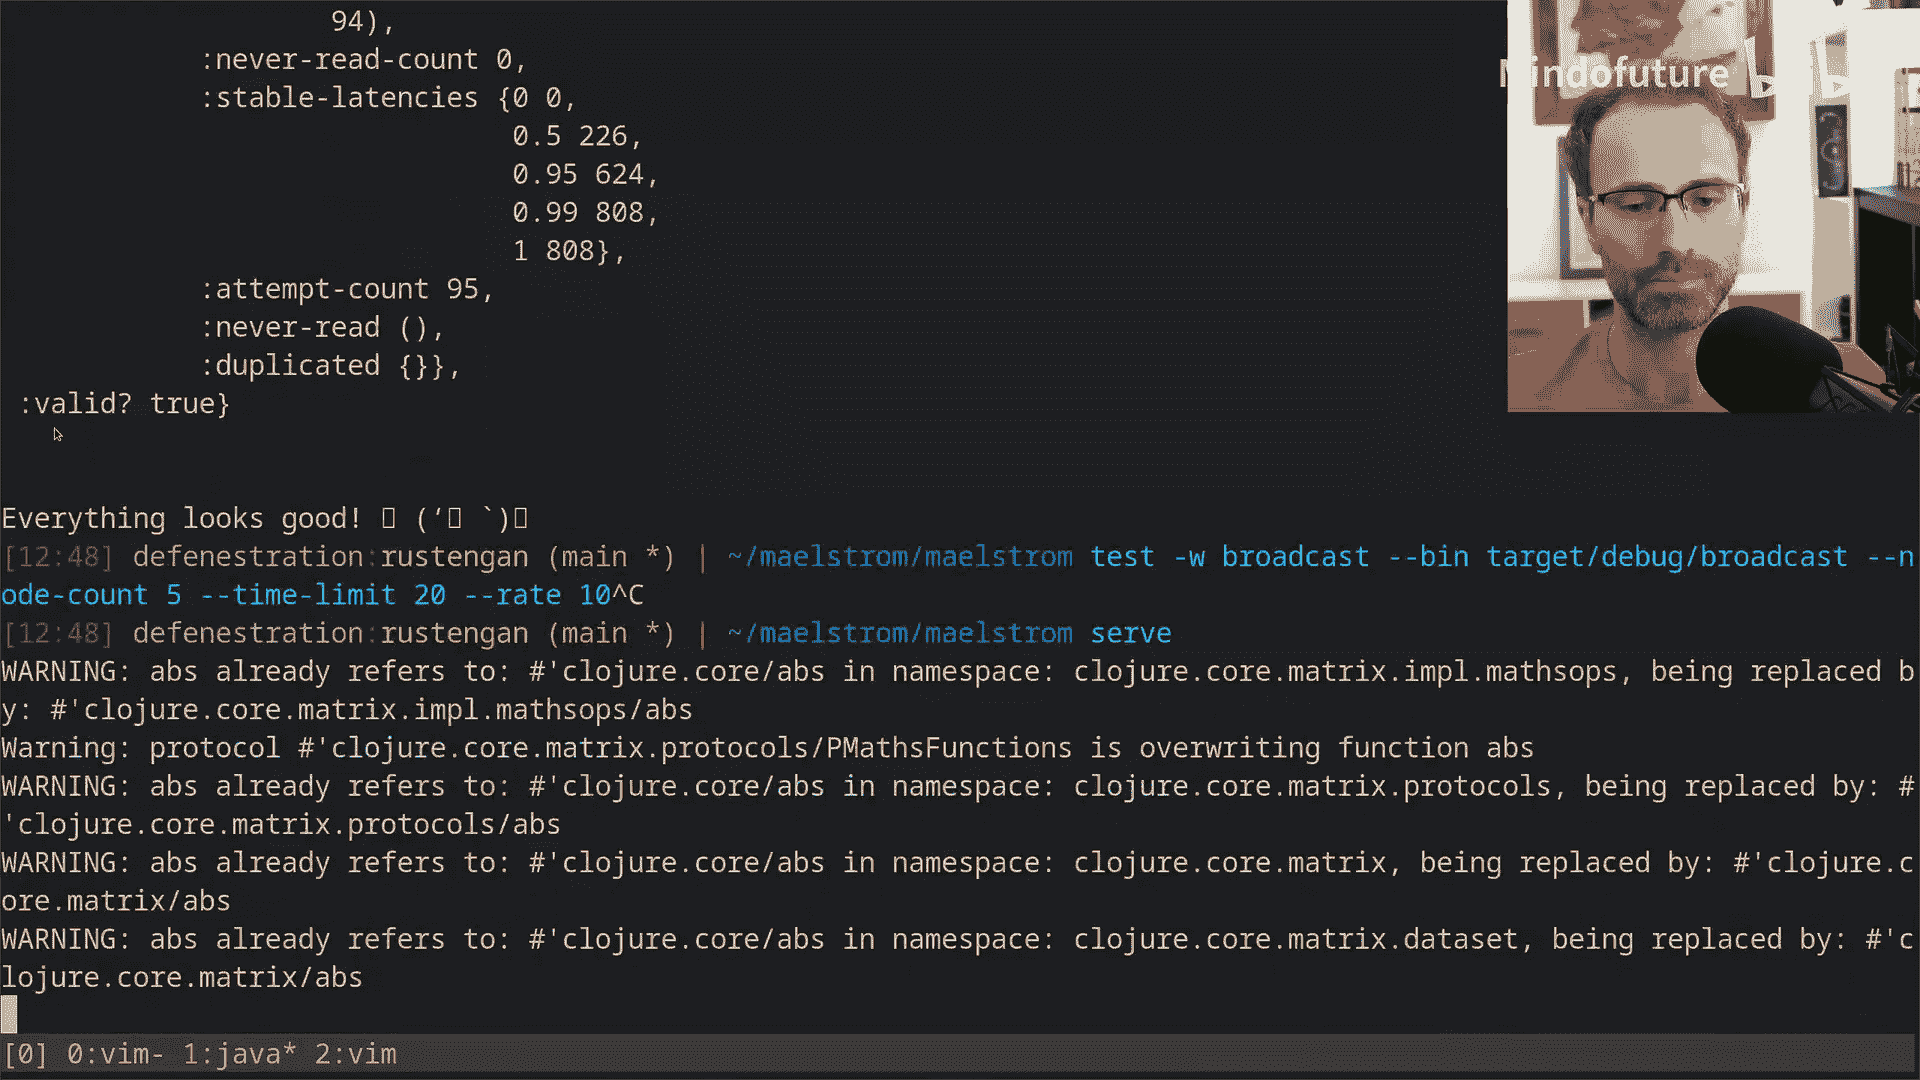 94),
:never-read-count 0,
:stable-latencies {0 0,
0.5 226,
0.95 624,
0.99 808,
1 808},
:attempt-count 95,
:never-read (),
:duplicated {}},
:valid? true}
Mindofuture
Everything looks good! ▯ (‘▯ `)▯
[12:48] defenestration:rustengan (main *) | ~/maelstrom/maelstrom test -w broadcast --bin target/debug/broadcast --n
ode-count 5 --time-limit 20 --rate 10^C
[12:48] defenestration:rustengan (main *) | ~/maelstrom/maelstrom serve
WARNING: abs already refers to: #'clojure.core/abs in namespace: clojure.core.matrix.impl.mathsops, being replaced b
y: #'clojure.core.matrix.impl.mathsops/abs
Warning: protocol #'clojure.core.matrix.protocols/PMathsFunctions is overwriting function abs
WARNING: abs already refers to: #'clojure.core/abs in namespace: clojure.core.matrix.protocols, being replaced by: #
'clojure.core.matrix.protocols/abs
WARNING: abs already refers to: #'clojure.core/abs in namespace: clojure.core.matrix, being replaced by: #'clojure.c
ore.matrix/abs
WARNING: abs already refers to: #'clojure.core/abs in namespace: clojure.core.matrix.dataset, being replaced by: #'c
lojure.core.matrix/abs
[0] 0:vim- 1:java* 2:vim